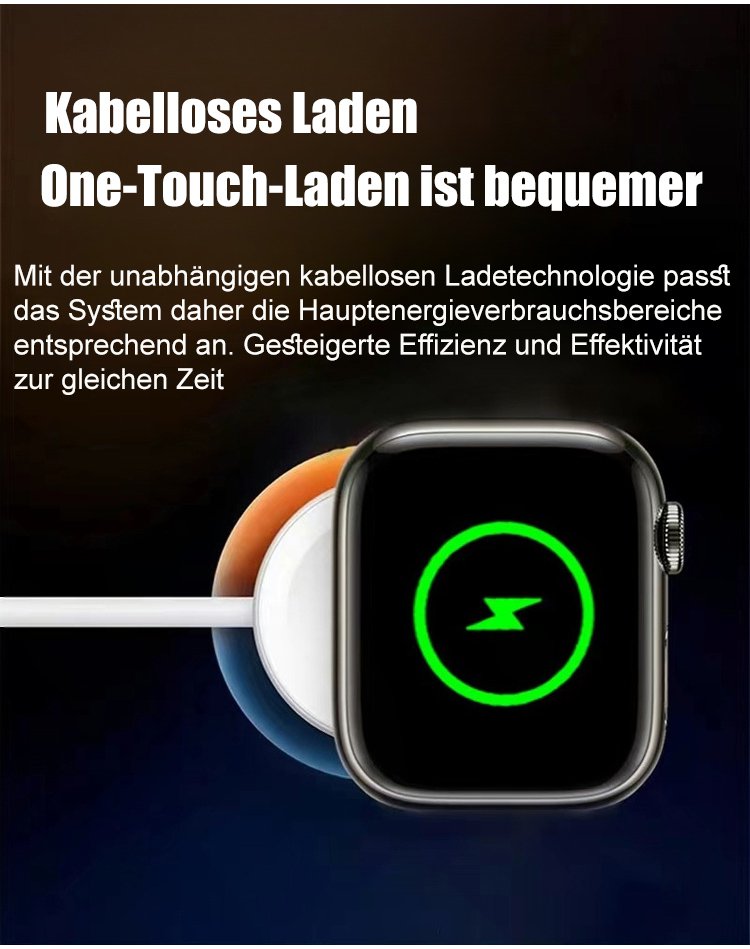 Kabelloses Laden
One-Touch-Laden ist bequemer
Mit der unabhängigen kabellosen Ladetechnologie passt
das System daher die Hauptenergieverbrauchsbereiche
entsprechend an. Gesteigerte Effizienz und Effektivität
zur gleichen Zeit